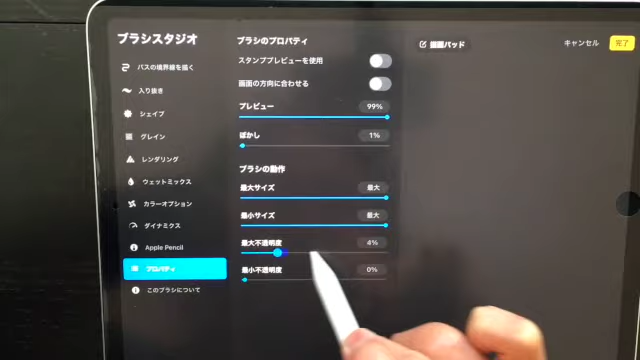 ブラシスタジオ
パスの境界線を描く
入り抜き
シェイプ
グレイン
レンダリング
ウェットミックス
カラーオプション
ダイナミクス
Apple Pencil
プロパティ
このブラシについて
ブラシのプロパティ
スタンププレビューを使用
画面の方向に合わせる
プレビュー 99%
ぼかし 1%
ブラシの動作
最大サイズ 最大
最小サイズ 最大
最大不透明度 4%
最小不透明度 0%
描画パッド
キャンセル
完了